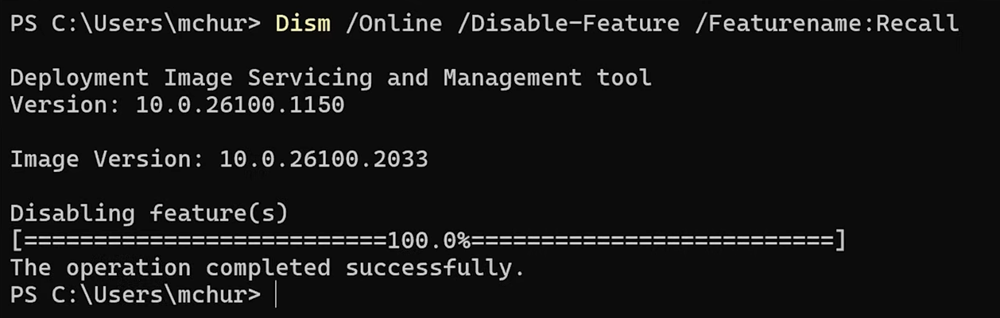 PS C:\Users\mchur> Dism /Online /Disable-Feature /Featurename:Recall
Deployment Image Servicing and Management tool
Version: 10.0.26100.1150
Image Version: 10.0.26100.2033
Disabling feature(s)
[==========================100.0%==========================]
The operation completed successfully.
PS C:\Users\mchur>